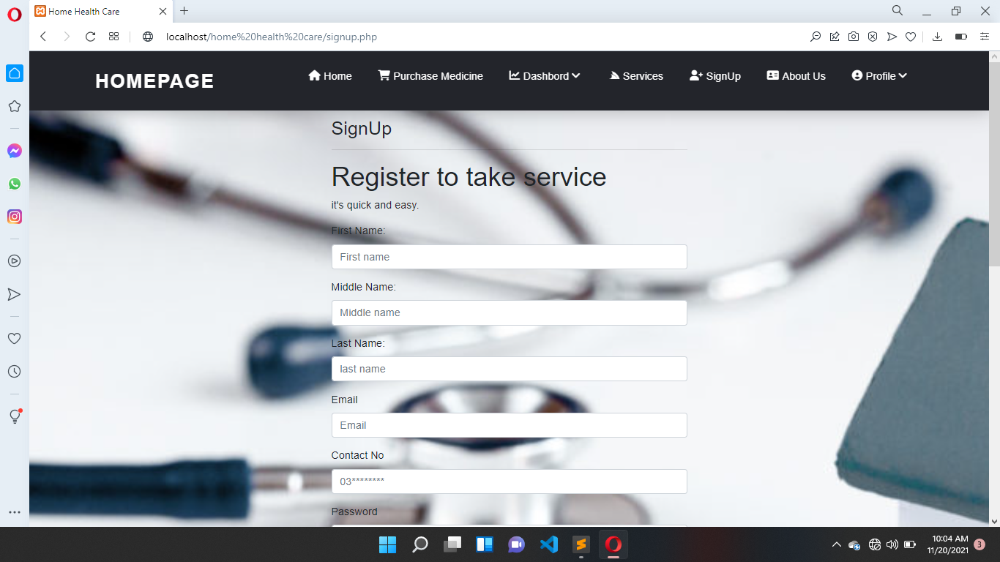 Home Health Care
localhost/home%20health%20care/signup.php
HOMEPAGE
Home
Purchase Medicine
Dashbord
Services
SignUp
About Us
Profile
SignUp
Register to take service
it's quick and easy.
First Name:
First name
Middle Name:
Middle name
Last Name:
last name
Email
Email
Contact No
03********
Password
10:04 AM
11/20/2021
3